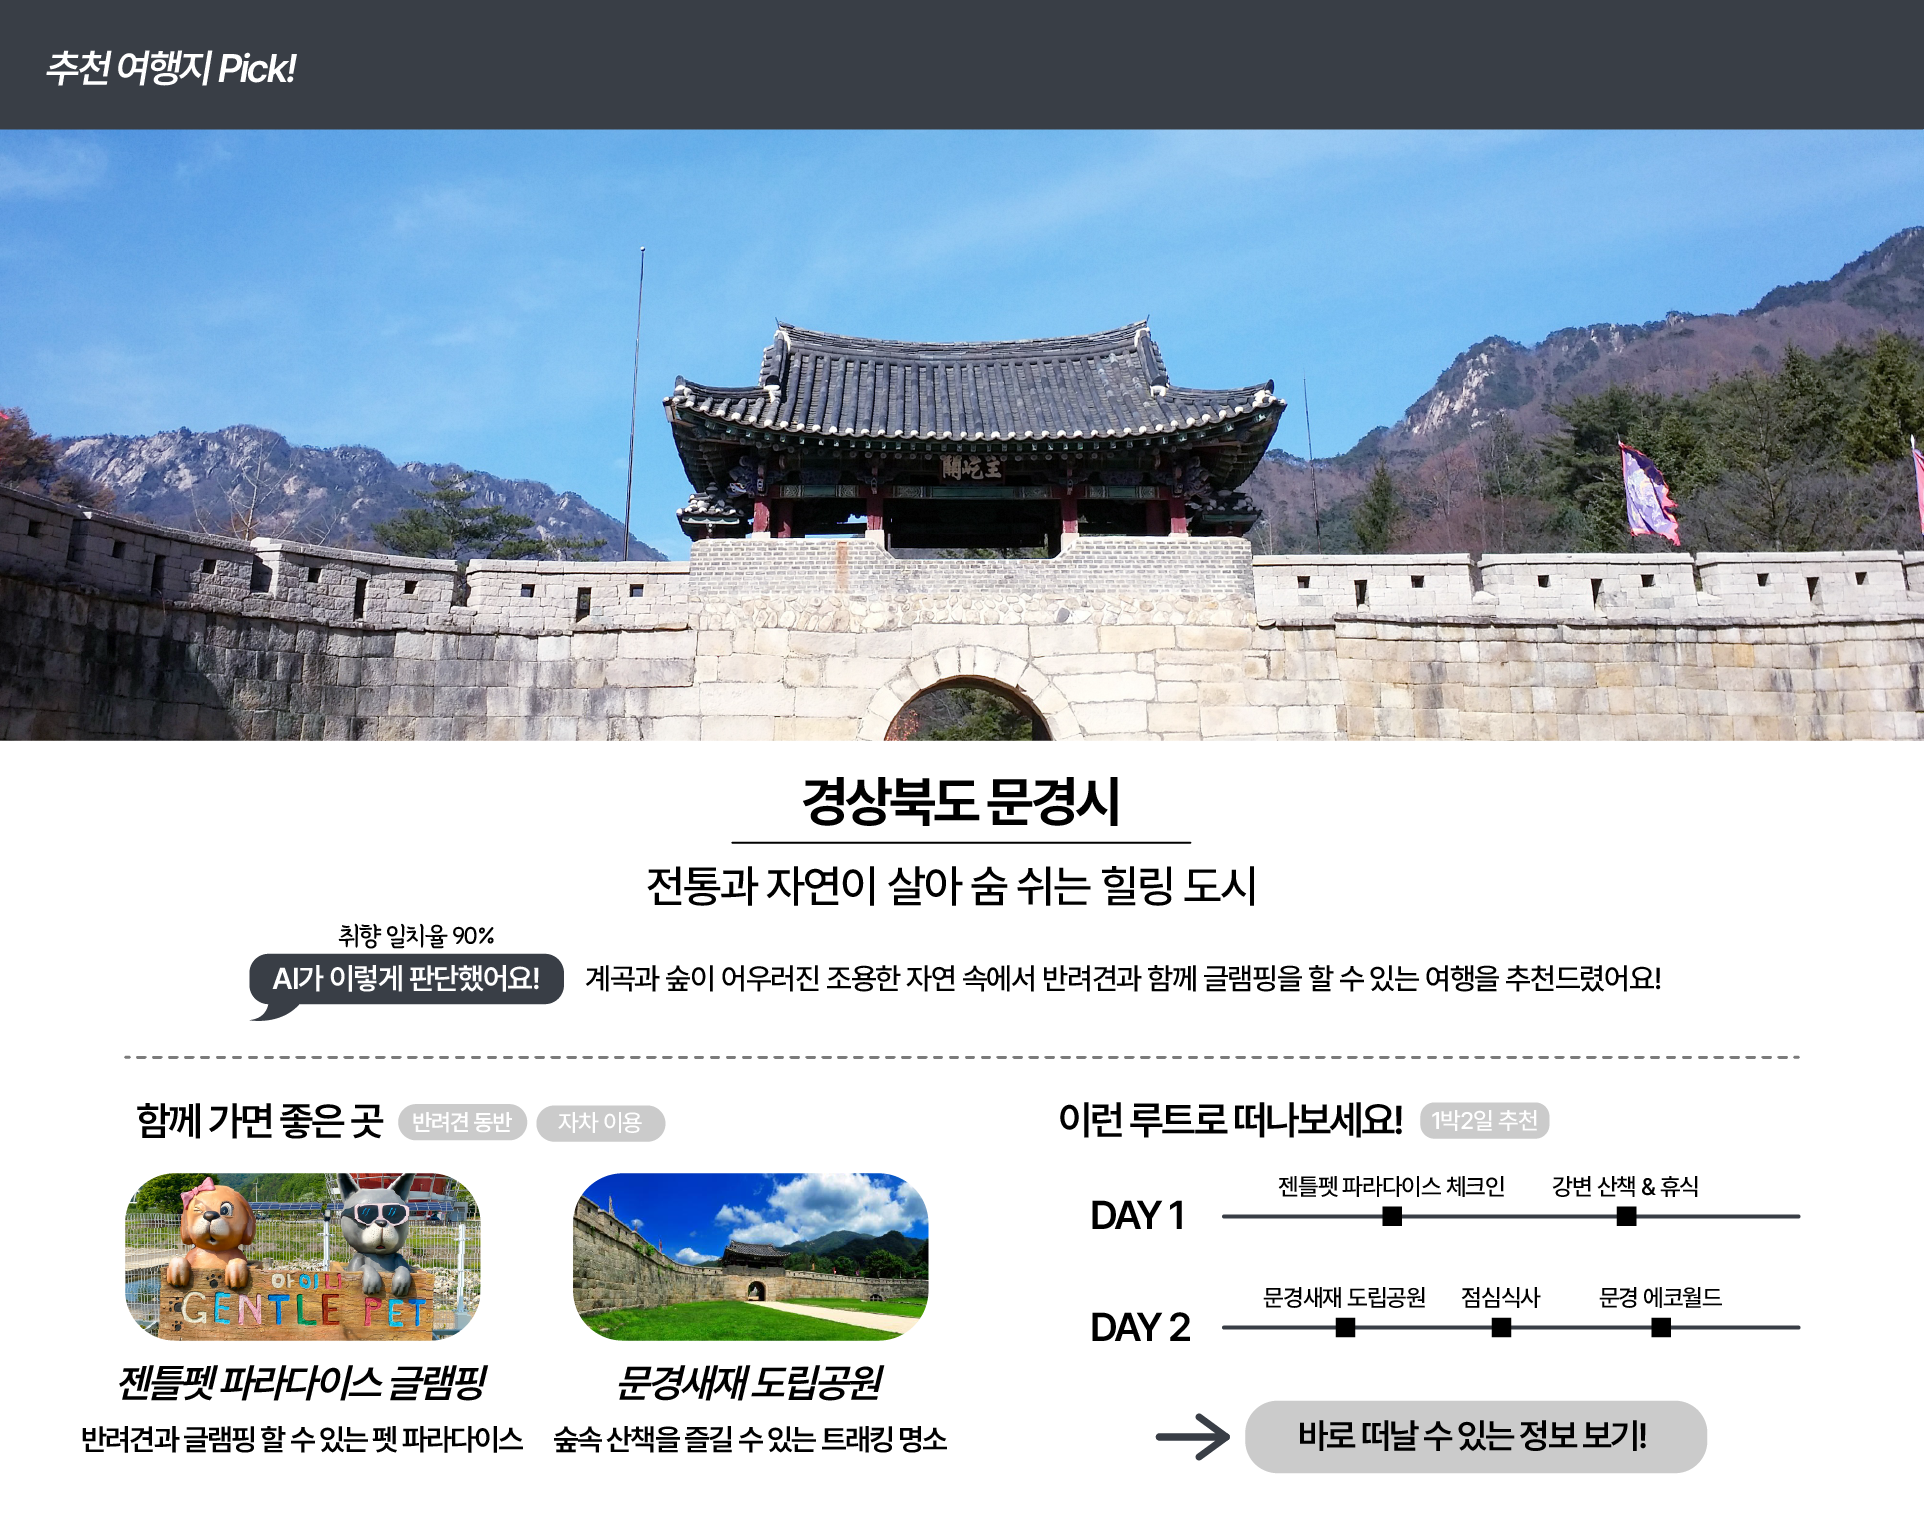 추천 여행지 Pick!
主屹關
경상북도 문경시
전통과 자연이 살아 숨 쉬는 힐링 도시
취향 일치율 90%
AI가 이렇게 판단했어요!
계곡과 숲이 어우러진 조용한 자연 속에서 반려견과 함께 글램핑을 할 수 있는 여행을 추천드렸어요!
함께 가면 좋은 곳
반려견 동반
자차 이용
아이나
GENTLE PET
젠틀펫 파라다이스 글램핑
반려견과 글램핑 할 수 있는 펫 파라다이스
문경새재 도립공원
숲속 산책을 즐길 수 있는 트래킹 명소
이런 루트로 떠나보세요!
1박2일 추천
젠틀펫 파라다이스 체크인
강변 산책 & 휴식
DAY 1
문경새재 도립공원
점심식사
문경 에코월드
DAY 2
바로 떠날 수 있는 정보 보기!